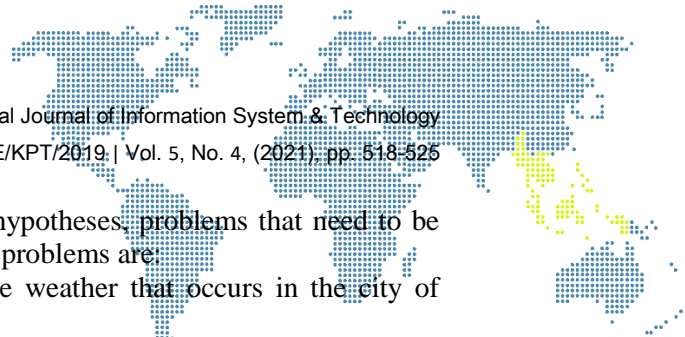 al Journal of Information System & Technology
E/KPT/2019 | Vol. 5, No. 4, (2021), pp. 518-525
hypotheses, problems that need to be
problems are:
e weather that occurs in the city of